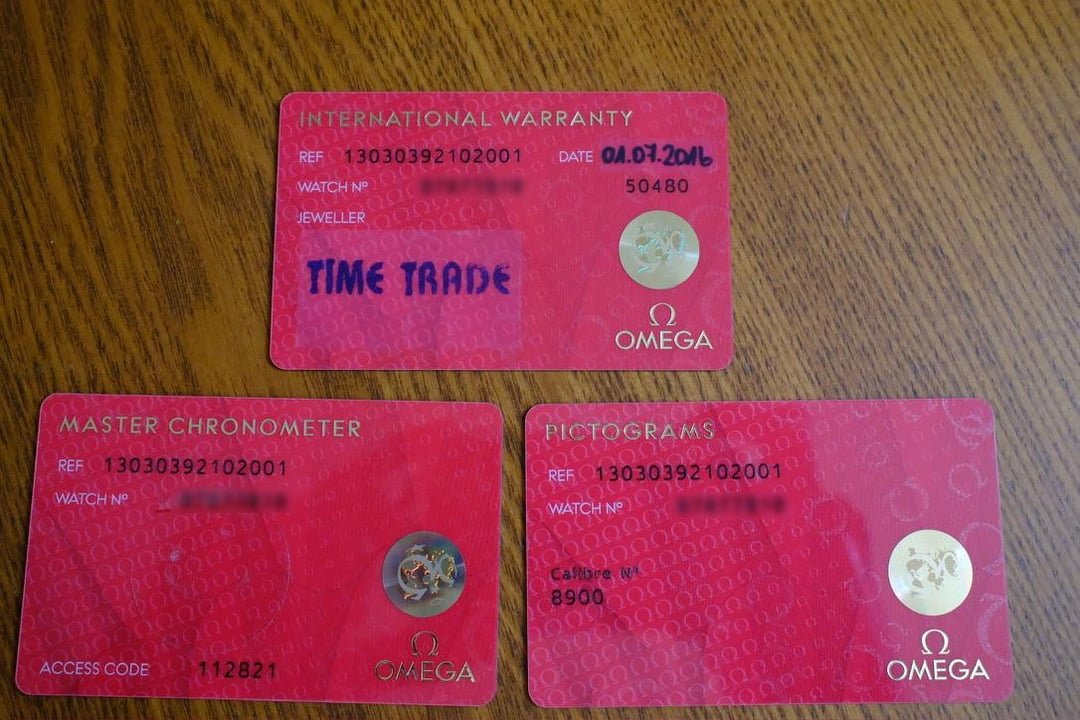 INTERNATIONAL WARRANTY
REF 13030392102001 DATE 01.07.2016
WATCH Nº 50480
JEWELLER
TIME TRADE
Ω
OMEGA
MASTER CHRONOMETER
REF 13030392102001
WATCH Nº
ACCESS CODE 112821
Ω
OMEGA
PICTOGRAMS
REF 13030392102001
WATCH Nº
Calibre N°
8900
Ω
OMEGA